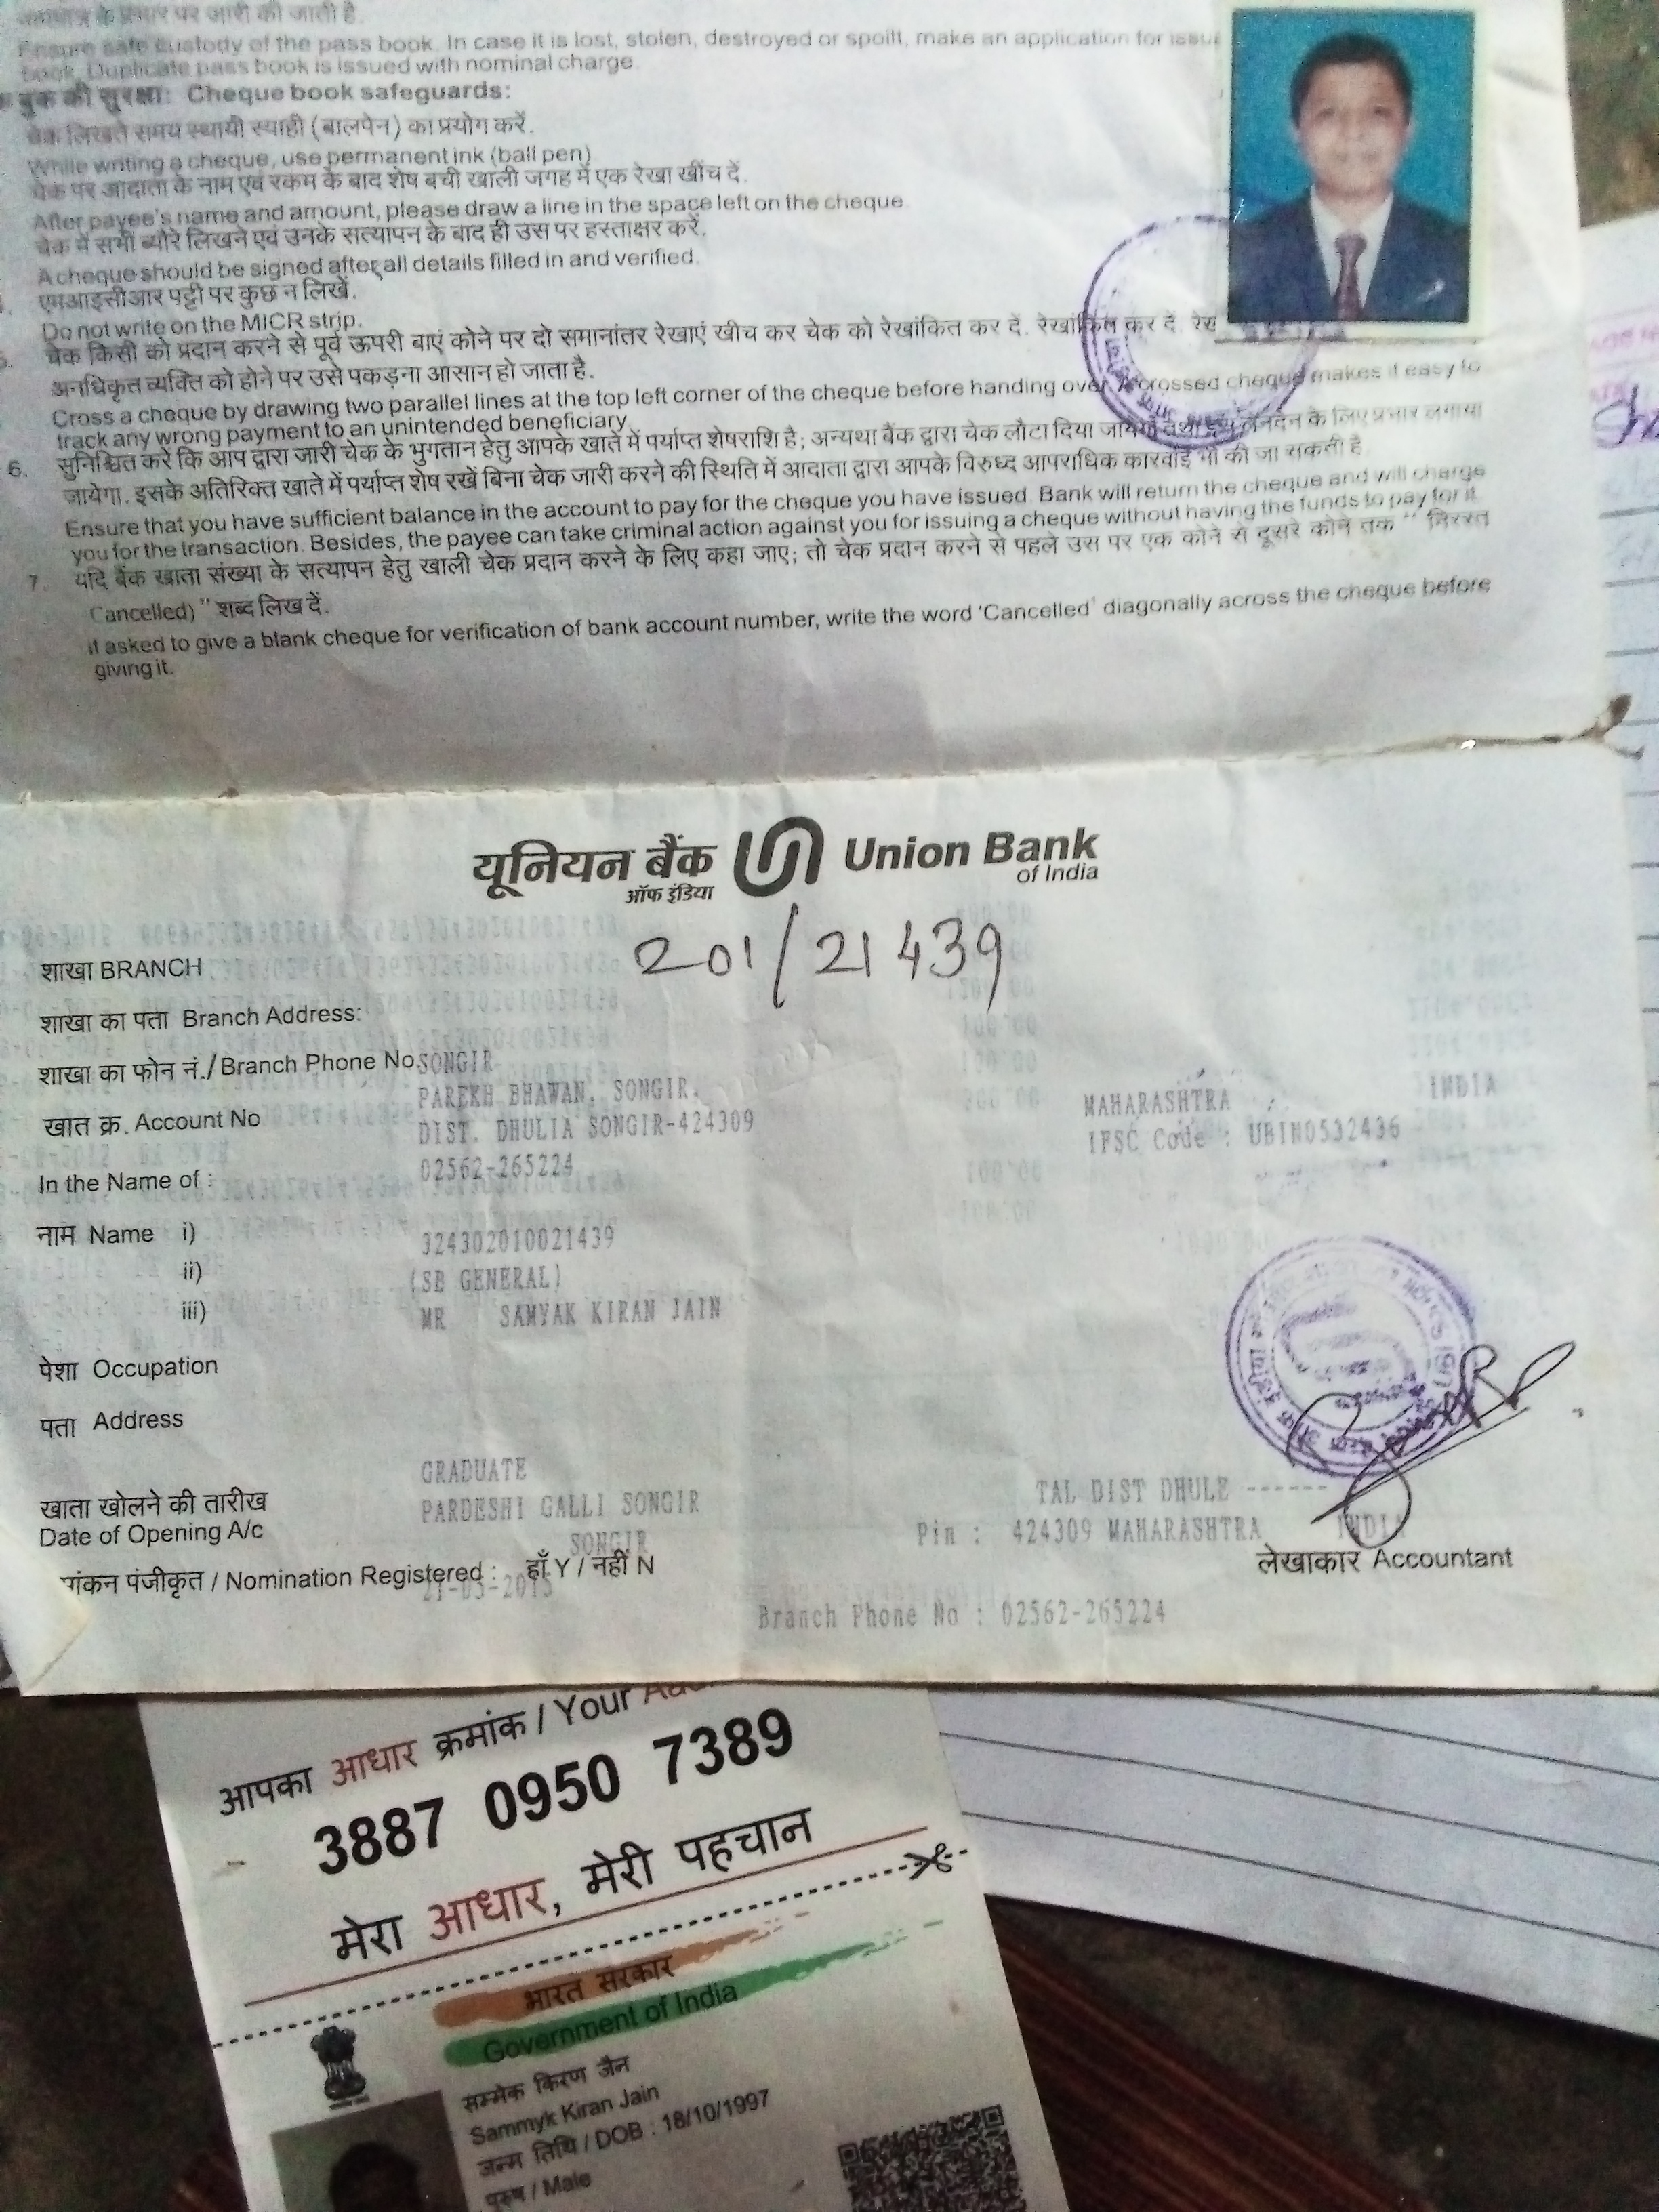 Ensure safe custody of the pass book. In case it is lost, stolen, destroyed or spoilt, make an application for issue
book. Duplicate pass book is issued with nominal charge.
बुक की सुरक्षा: Cheque book safeguards:
चेक लिखते समय स्थायी स्याही (बालपेन) का प्रयोग करें.
While writing a cheque, use permanent ink (ball pen)
चेक पर आदाता के नाम एवं रकम के बाद शेष बची खाली जगह में एक रेखा खींच दें.
After payee's name and amount, please draw a line in the space left on the cheque.
चेक में सभी ब्यौरे लिखने एवं उनके सत्यापन के बाद ही उस पर हस्ताक्षर करें.
A cheque should be signed after all details filled in and verified.
एमआइसीआर पट्टी पर कुछ न लिखें.
Do not write on the MICR strip.
5. चेक किसी को प्रदान करने से पूर्व ऊपरी बाएं कोने पर दो समानांतर रेखाएं खीच कर चेक को रेखांकित कर दें. रेखांकित कर दें. रेख
अनधिकृत व्यक्ति को होने पर उसे पकड़ना आसान हो जाता है.
Cross a cheque by drawing two parallel lines at the top left corner of the cheque before handing over. A crossed cheque makes it easy to
track any wrong payment to an unintended beneficiary.
6. सुनिश्चित करें कि आप द्वारा जारी चेक के भुगतान हेतु आपके खाते में पर्याप्त शेषराशि है; अन्यथा बैंक द्वारा चेक लौटा दिया जायेगा तथा इस लेनदेन के लिए प्रभार लगाया
जायेगा. इसके अतिरिक्त खाते में पर्याप्त शेष रखें बिना चेक जारी करने की स्थिति में आदाता द्वारा आपके विरुध्द आपराधिक कारवाई भी की जा सकती है
Ensure that you have sufficient balance in the account to pay for the cheque you have issued. Bank will return the cheque and will charge
you for the transaction. Besides, the payee can take criminal action against you for issuing a cheque without having the funds to pay for it.
7. यदि बैंक खाता संख्या के सत्यापन हेतु खाली चेक प्रदान करने के लिए कहा जाए; तो चेक प्रदान करने से पहले उस पर एक कोने से दूसरे कोने तक " निरस्त
Cancelled) " शब्द लिख दें.
if asked to give a blank cheque for verification of bank account number, write the word 'Cancelled' diagonally across the cheque before
giving it.
यूनियन बैंक Union Bank
ऑफ इंडिया of India
201/21439
शाखा BRANCH
शाखा का पता Branch Address:
शाखा का फोन नं./ Branch Phone No SONGIR
PAREKH BHAWAN, SONGIR. MAHARASHTRA INDIA
खात क्र. Account No DIST. DHULIA SONGIR-424309 IFSC Code : UBIN0532436
02562-265224
In the Name of :
नाम Name i) 324302010021439
ii) (SB GENERAL)
iii) MR SAMYAK KIRAN JAIN
पेशा Occupation
पता Address
GRADUATE
खाता खोलने की तारीख PARDESHI GALLI SONGIR TAL DIST DHULE ------
Date of Opening A/c SONGIR Pin : 424309 MAHARASHTRA INDIA
लेखाकार Accountant
पंजीकृत / Nomination Registered : हाँ Y / नहीं N
Branch Phone No : 02562-265224
आपका आधार क्रमांक / Your
3887 0950 7389
मेरा आधार, मेरी पहचान
भारत सरकार
Government of India
सम्मेक किरण जैन
Sammyk Kiran Jain
जन्म तिथि / DOB : 18/10/1997
पुरुष / Male